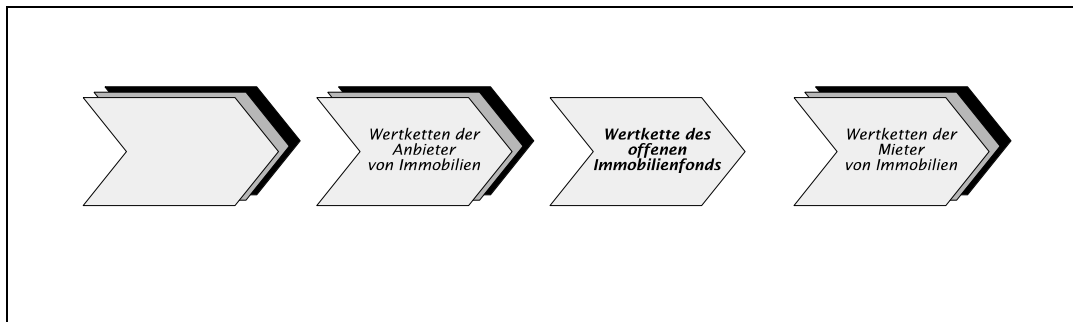 Wertketten der
Anbieter
von Immobilien
Wertkette des
offenen
Immobilienfonds
Wertketten der
Mieter
von Immobilien